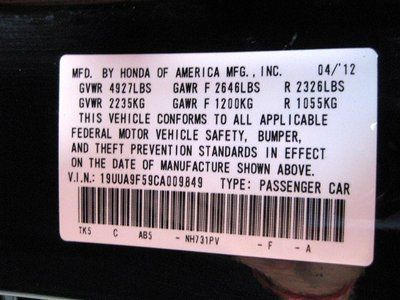 MFD. BY HONDA OF AMERICA MFG., INC. 04/'12
GVWR 4927LBS GAWR F 2646LBS R 2326LBS
GVWR 2235KG GAWR F 1200KG R 1055KG
THIS VEHICLE CONFORMS TO ALL APPLICABLE
FEDERAL MOTOR VEHICLE SAFETY, BUMPER,
AND THEFT PREVENTION STANDARDS IN EFFECT
ON THE DATE OF MANUFACTURE SHOWN ABOVE.
V.I.N.: 19UUA9F59CA009849 TYPE: PASSENGER CAR
TK5 C AB5 - NH731PV - F - A